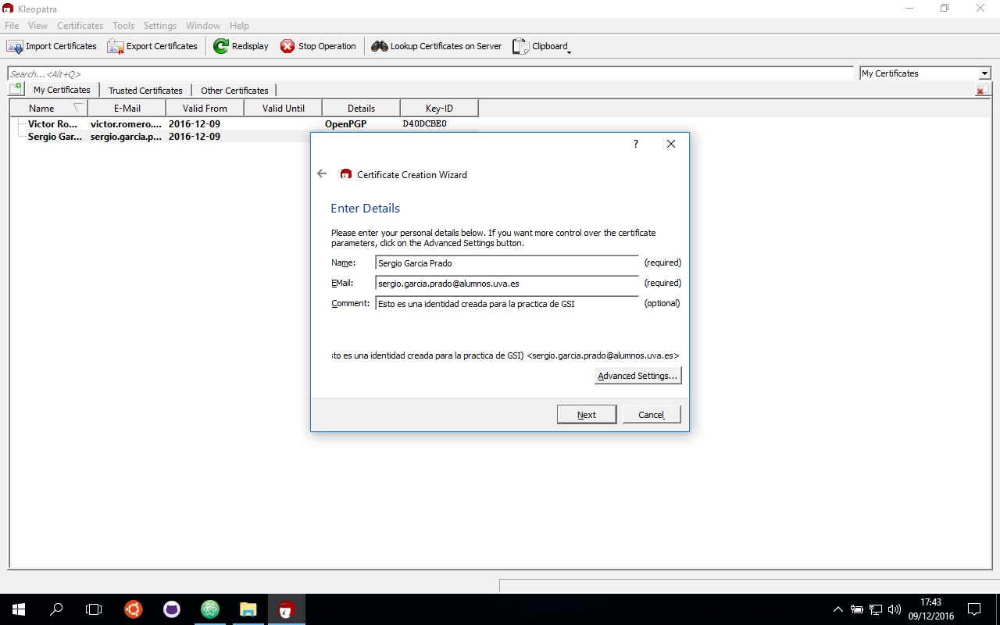 Kleopatra
File View Certificates Tools Settings Window Help
Import Certificates Export Certificates Redisplay Stop Operation Lookup Certificates on Server Clipboard
Search...<Alt+Q> My Certificates
My Certificates Trusted Certificates Other Certificates
Name E-Mail Valid From Valid Until Details Key-ID
Victor Ro... victor.romero.... 2016-12-09 OpenPGP D40DCBE0
Sergio Gar... sergio.garcia.p... 2016-12-09
?
Certificate Creation Wizard
Enter Details
Please enter your personal details below. If you want more control over the certificate
parameters, click on the Advanced Settings button.
Name: Sergio Garcia Prado (required)
EMail: sergio.garcia.prado@alumnos.uva.es (required)
Comment: Esto es una identidad creada para la practica de GSI (optional)
sto es una identidad creada para la practica de GSI) <sergio.garcia.prado@alumnos.uva.es>
Advanced Settings...
Next Cancel
17:43
09/12/2016